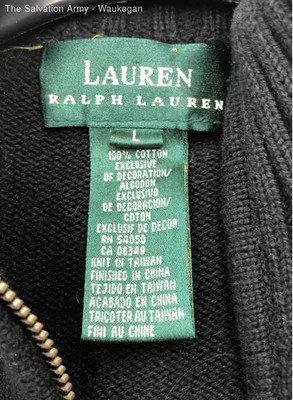 The Salvation Army - Waukegan
LAUREN
RALPH LAUREN
L
100% COTTON
EXCLUSIVE
OF DECORATION/
ALGODON
EXCLUSIVO
DE DECORACION/
COTON
EXCLUSIF DE DECOR
RN 54050
CA 08349
KNIT IN TAIWAN
FINISHED IN CHINA
TEJIDO EN TAIWAN
ACABADO EN CHINA
TRICOTER AU TAIWAN
FINI AU CHINE